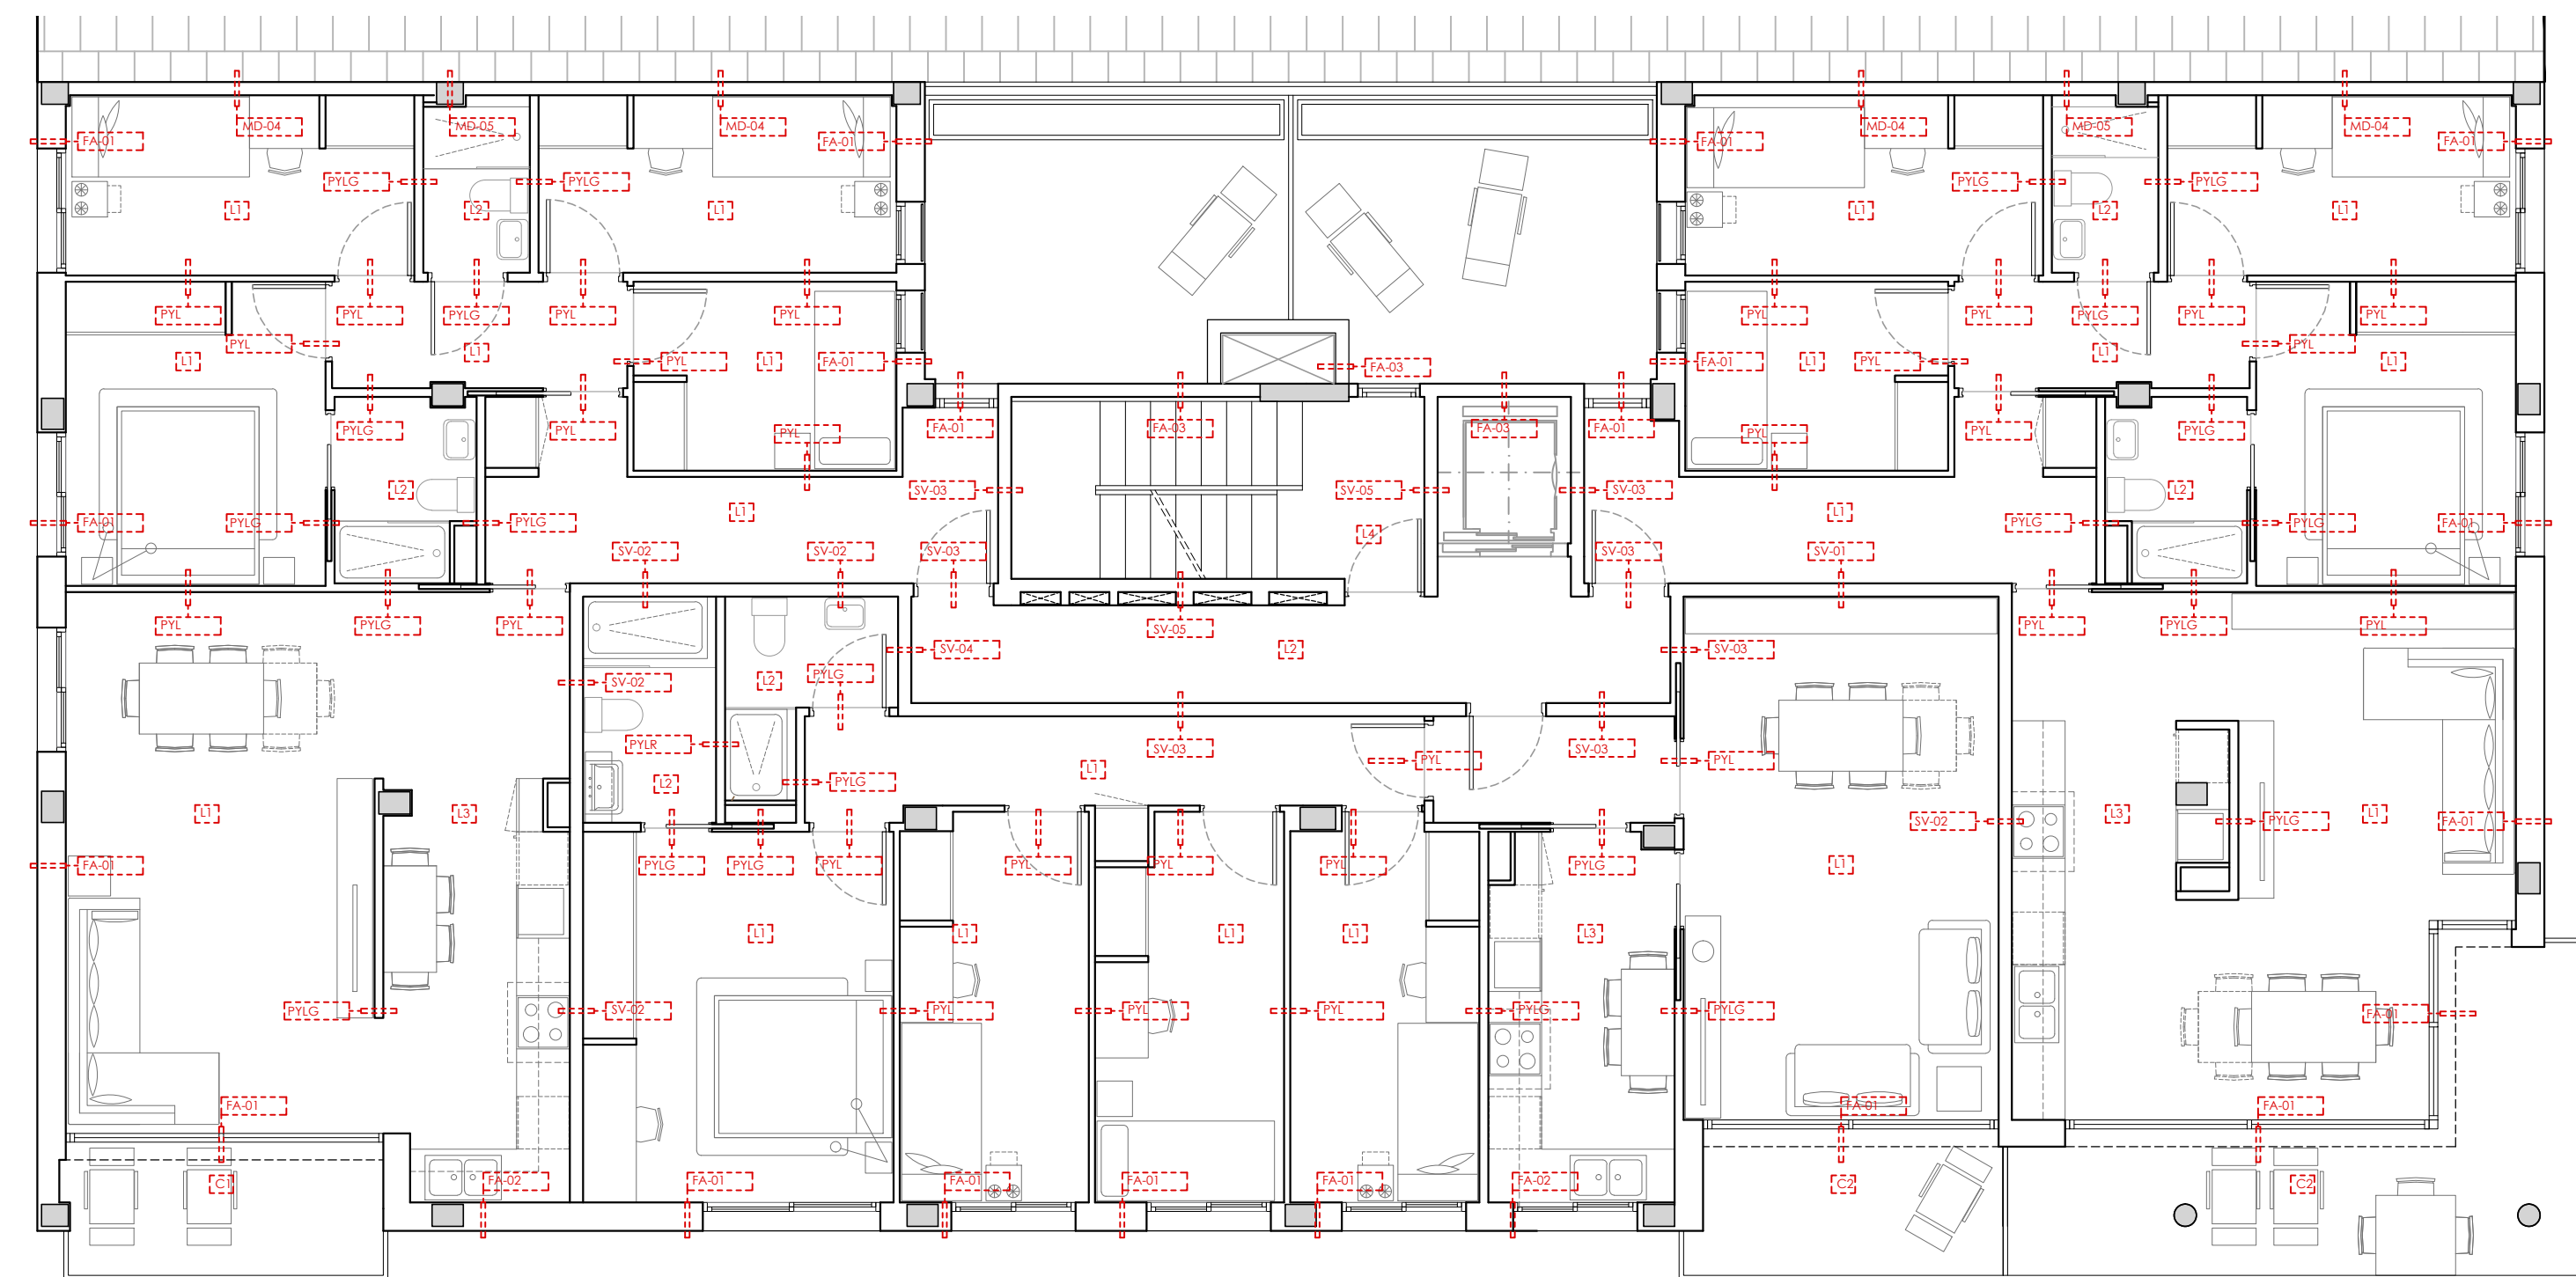 MD-04 MD-05 MD-04 MD-04 MD-05 MD-04
FA-01 FA-01 FA-01 FA-01
PYLG PYLG PYLG PYLG
L1 L2 L1 L1 L2 L1
PYL PYL PYLG PYL PYL PYL PYL PYLG PYL PYL
PYL L1 PYL
L1 PYL L1 FA-01 FA-03 FA-01 L1 PYL L1
PYLG PYL PYL FA-01 FA-03 FA-03 FA-01 PYL PYL PYLG
L2 SV-03 SV-05 SV-03 L2
FA-01 PYLG PYLG L1 L4 L1 PYLG PYLG FA-01
SV-02 SV-02 SV-03 SV-03 SV-01
PYL PYLG PYL SV-05 PYL PYLG PYL
SV-04 L2 SV-03
SV-02 L2 PYLG
PYLR SV-03 SV-03 PYL
L2 PYLG L1 PYL
L1 L3 SV-02 L3 PYLG L1 FA-01
FA-01 PYLG PYLG PYL PYL PYL PYL PYLG L1
L1 L1 L1 L1 L3
PYLG SV-02 PYL PYL PYL PYLG PYLG FA-01
FA-01 FA-01 FA-01
C1 FA-02 FA-01 FA-01 FA-01 FA-01 FA-02 C2 C2